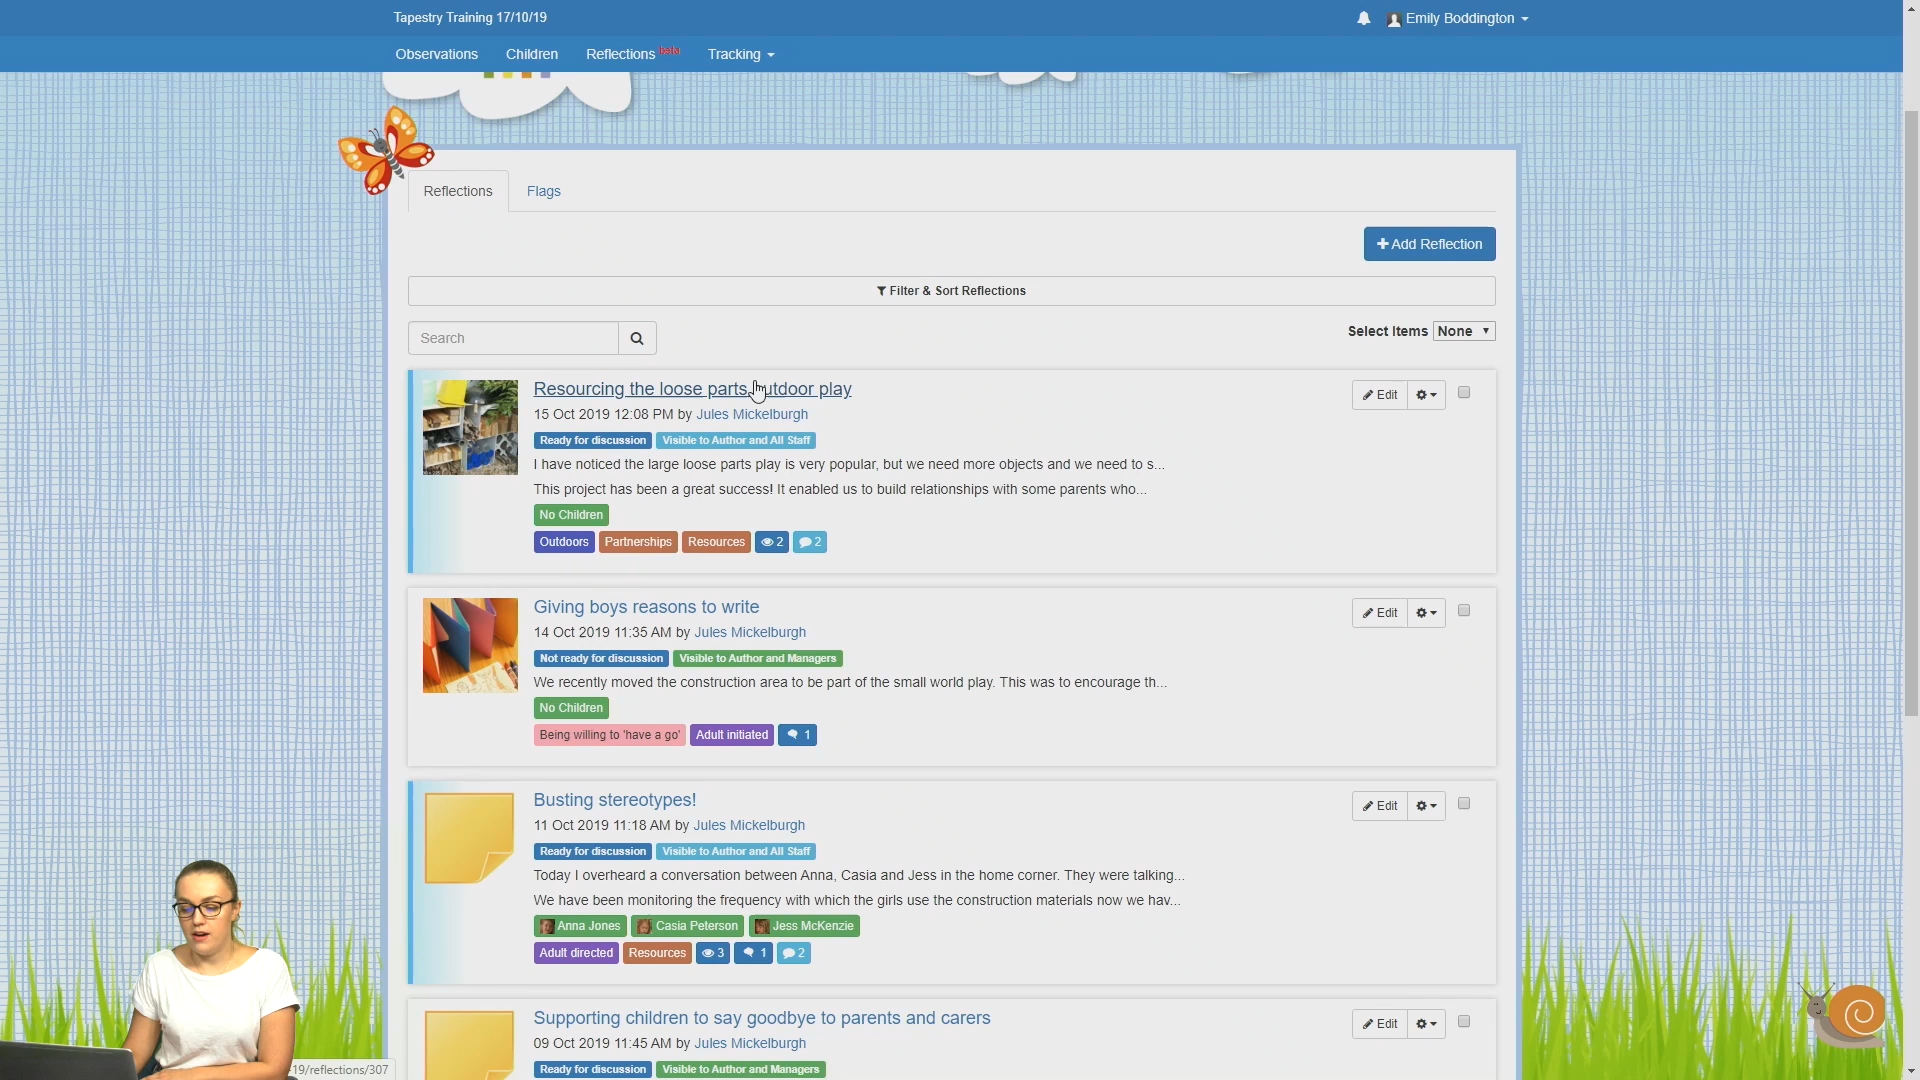 Tapestry Training 17/10/19
Emily Boddington
Observations
Children
Reflections beta
Tracking
Reflections
Flags
Add Reflection
Filter & Sort Reflections
Search
Select Items None
Resourcing the loose parts outdoor play
Edit
15 Oct 2019 12:08 PM by Jules Mickelburgh
Ready for discussion Visible to Author and All Staff
I have noticed the large loose parts play is very popular, but we need more objects and we need to s...
This project has been a great success! It enabled us to build relationships with some parents who...
No Children
Outdoors Partnerships Resources 2 2
Giving boys reasons to write
Edit
14 Oct 2019 11:35 AM by Jules Mickelburgh
Not ready for discussion Visible to Author and Managers
We recently moved the construction area to be part of the small world play. This was to encourage th...
No Children
Being willing to 'have a go' Adult initiated 1
Busting stereotypes!
Edit
11 Oct 2019 11:18 AM by Jules Mickelburgh
Ready for discussion Visible to Author and All Staff
Today I overheard a conversation between Anna, Casia and Jess in the home corner. They were talking...
We have been monitoring the frequency with which the girls use the construction materials now we hav...
Anna Jones Casia Peterson Jess McKenzie
Adult directed Resources 3 1 2
Supporting children to say goodbye to parents and carers
Edit
09 Oct 2019 11:45 AM by Jules Mickelburgh
Ready for discussion Visible to Author and Managers
19/reflections/307